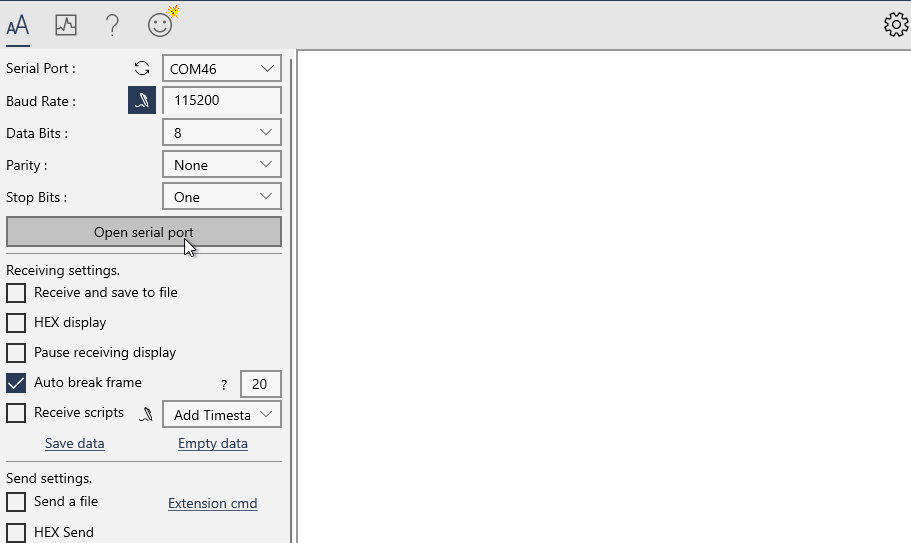 AA
?
Serial Port :
COM46
Baud Rate :
115200
Data Bits :
8
Parity :
None
Stop Bits :
One
Open serial port
Receiving settings.
Receive and save to file
HEX display
Pause receiving display
Auto break frame ? 20
Receive scripts Add Timesta
Save data Empty data
Send settings.
Send a file Extension cmd
HEX Send